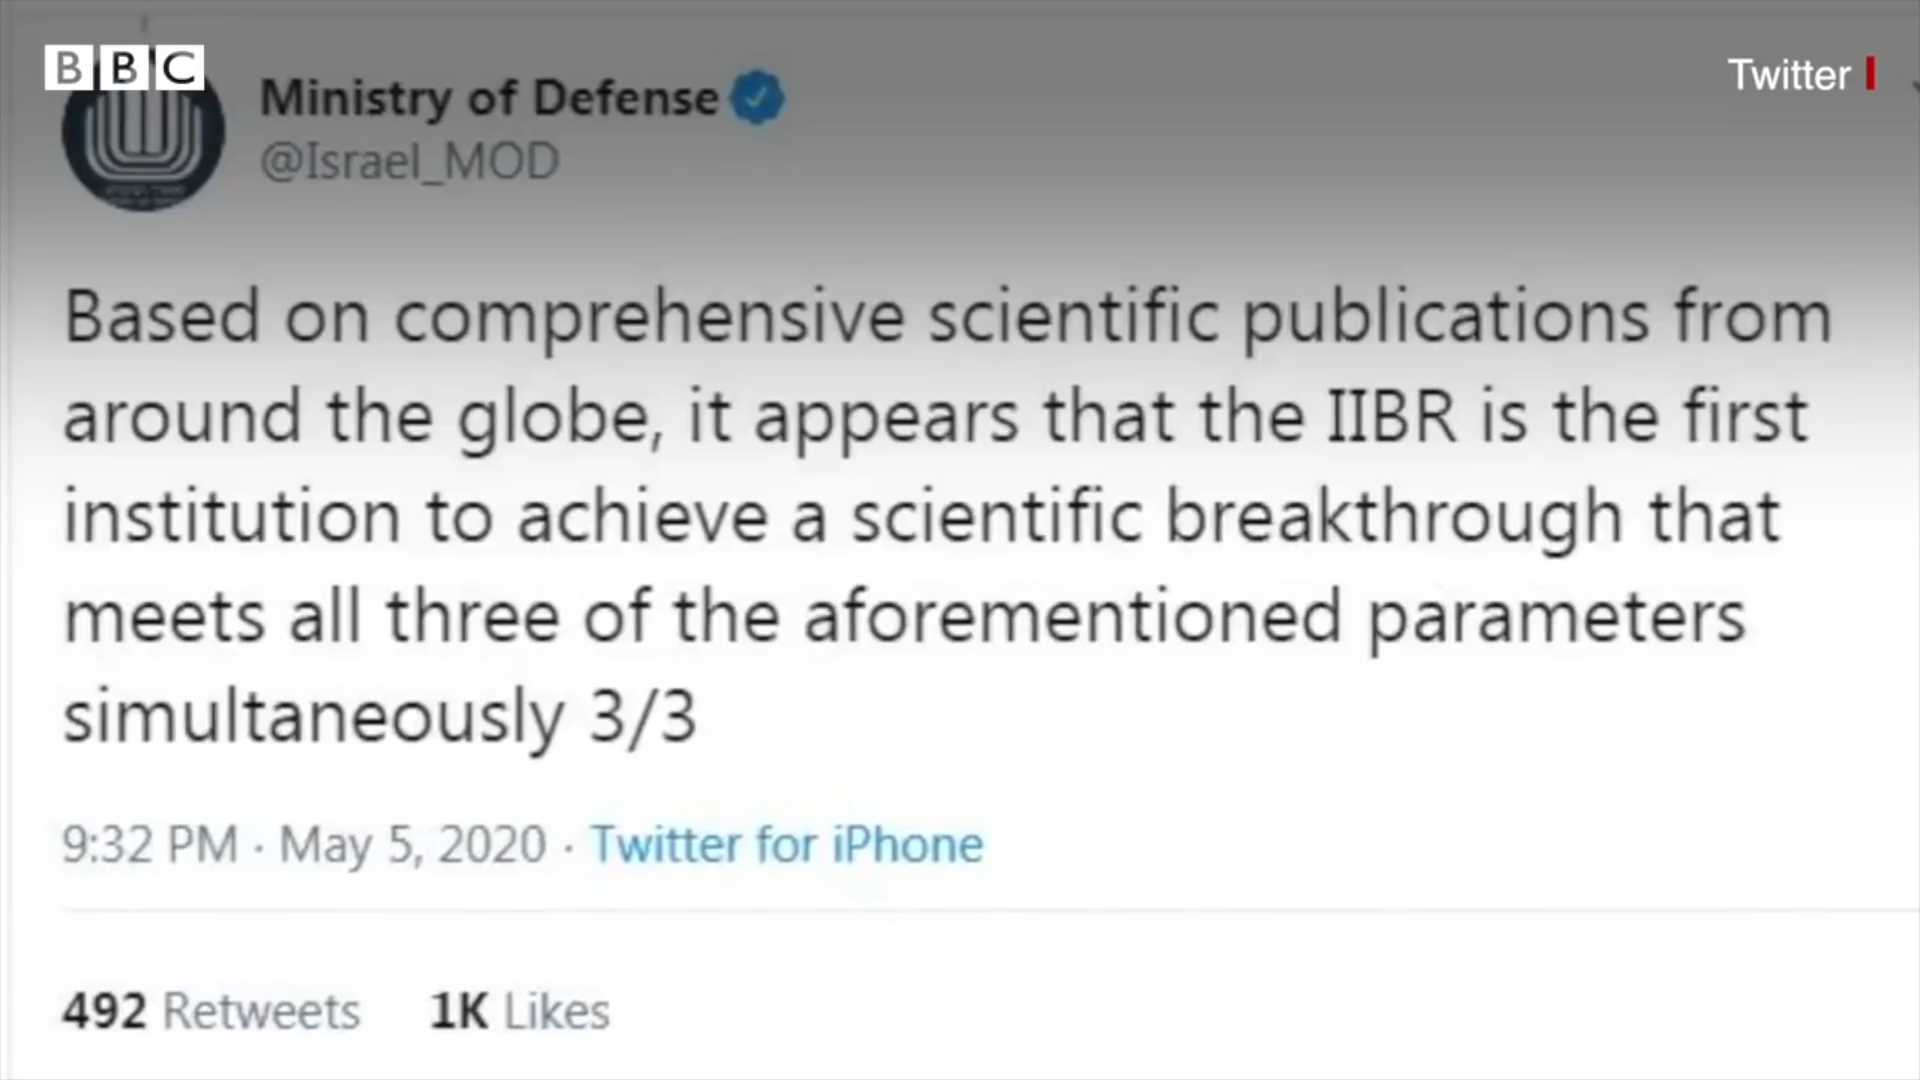 BBC
Twitter
Ministry of Defense
@Israel_MOD
Based on comprehensive scientific publications from
around the globe, it appears that the IIBR is the first
institution to achieve a scientific breakthrough that
meets all three of the aforementioned parameters
simultaneously 3/3
9:32 PM · May 5, 2020 · Twitter for iPhone
492 Retweets 1K Likes